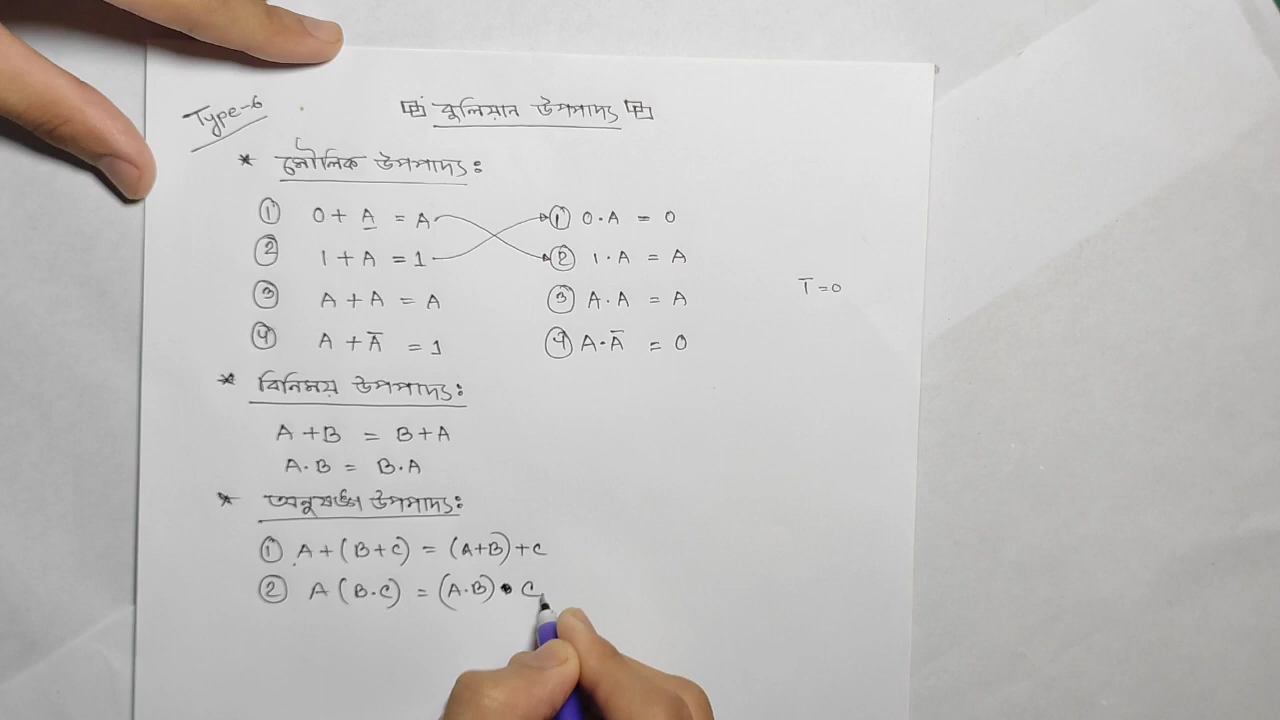 Type-6
বুলিয়ান উপপাদ্য
* মৌলিক উপপাদ্য:
① 0 + A = A ① 0·A = 0
② 1 + A = 1 ② 1·A = A
③ A + A = A ③ A·A = A
④ A + Ā = 1 ④ A·Ā = 0
1̅ = 0
* বিনিময় উপপাদ্য:
A + B = B + A
A·B = B·A
* অনুষঙ্গ উপপাদ্য:
① A + (B + C) = (A+B) + C
② A (B·C) = (A·B) · C